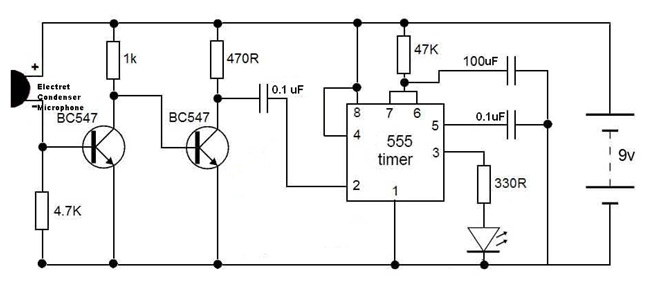 +
Electret
Condenser
-Microphone
1k
470R
BC547
BC547
4.7K
0.1 uF
47K
100uF
0.1uF
8
7
6
4
5
555
timer
3
2
1
330R
9v